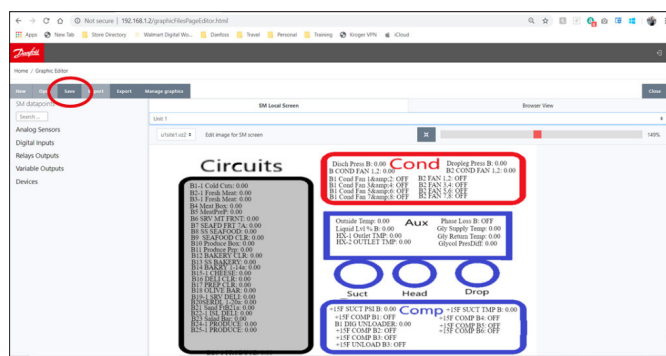 Not secure | 192.168.1.2/graphicFilesPageEditor.html
Apps New Tab Store Directory Walmart Digital Wo... Danfoss Travel Personal Training Kroger VPN iCloud
Danfoss
Home / Graphic Editor
New Save Export Manage graphics Close
SM datapoints SM Local Screen Browser View
Search ... Unit 1
Analog Sensors u1site1.vz2 Edit image for SM screen 149%
Digital Inputs
Relays Outputs
Variable Outputs
Devices
Circuits
B1-1 Cold Cuts: 0.00
B2-1 Fresh Meat: 0.00
B3-1 Fresh Meat: 0.00
B4 Meat Box: 0.00
B5 MeatPreP: 0.00
B6 SRV MT FRNT: 0.00
B7 SEAFD FRT 7A: 0.00
B8 SS SEAFOOD: 0.00
B9 SEAFOOD CLR: 0.00
B10 Produce Box: 0.00
B11 Produce Prp: 0.00
B12 BAKERY CLR: 0.00
B13 SS BAKERY: 0.00
B14 BAKRY 1-14a: 0.00
B15-1 CHEESE: 0.00
B16 DELI CLR: 0.00
B17 PREP CLR: 0.00
B18 OLIVE BAR: 0.00
B19-1 SRV DELI: 0.00
B20SERDL 1-20a: 0.00
B21 Sand FtB21a: 0.00
B22-1 ISL DELI: 0.00
B23 Salad Bar: 0.00
B24-1 PRODUCE: 0.00
B25-1 PRODUCE: 0.00
Cond
Disch Press B: 0.00 Dropleg Press B: 0.00
B COND FAN 1,2: 0.00 B2 COND FAN 1,2: 0.00
B1 Cond Fan 1&amp;2: OFF B2 FAN 1,2: OFF
B1 Cond Fan 3&amp;4: OFF B2 FAN 3,4: OFF
B1 Cond Fan 5&amp;6: OFF B2 FAN 5,6: OFF
B1 Cond Fan 7&amp;8: OFF B2 FAN 7,8: OFF
Aux
Outside Temp: 0.00 Phase Loss B: OFF
Liquid Lvl % B: 0.00 Gly Supply Temp: 0.00
HX-1 Outlet TMP: 0.00 Gly Return Temp: 0.00
HX-2 OUTLET TMP: 0.00 Glycol PresDiff: 0.00
Suct Head Drop
Comp
+15F SUCT PSI B: 0.00 +15F SUCT TMP B: 0.00
+15F COMP B1: OFF +15F COMP B4: OFF
B1 DIG UNLOADER: 0.00 +15F COMP B5: OFF
+15F COMP B2: OFF +15F COMP B6: OFF
+15F COMP B3: OFF
+15F UNLOAD B3: OFF